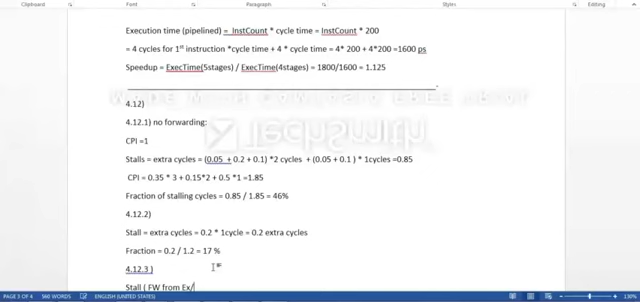 Clipboard
Font
Paragraph
Styles
Editing
Execution time (pipelined) = InstCount * cycle time = InstCount * 200
= 4 cycles for 1st instruction *cycle time + 4 * cycle time = 4* 200 + 4*200 =1600 ps
Speedup = ExecTime(5stages) / ExecTime(4stages) = 1800/1600 = 1.125
4.12)
TechSmith
4.12.1) no forwarding:
CPI =1
Stalls = extra cycles = (0.05 + 0.2 + 0.1) *2 cycles + (0.05 + 0.1 ) * 1cycles =0.85
CPI = 0.35 * 3 + 0.15*2 + 0.5 *1 =1.85
Fraction of stalling cycles = 0.85 / 1.85 = 46%
4.12.2)
Stall = extra cycles = 0.2 * 1cycle = 0.2 extra cycles
Fraction = 0.2 / 1.2 = 17 %
4.12.3 )
Stall ( FW from Ex/
PAGE 3 OF 4
560 WORDS
ENGLISH (UNITED STATES)
130%